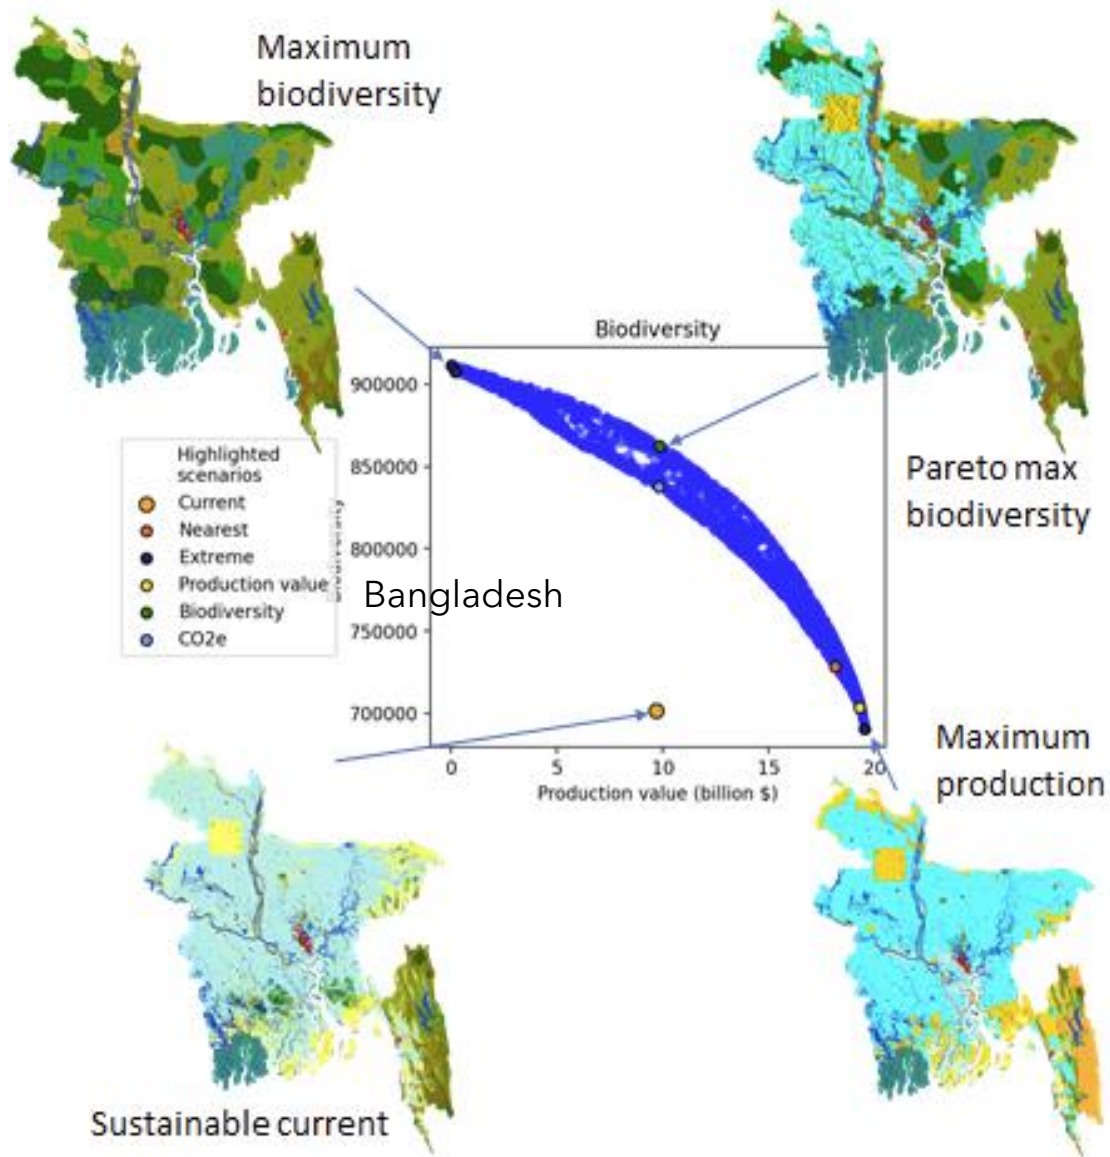 Maximum
biodiversity
Biodiversity
900000
850000
800000
750000
700000
0
5
10
15
20
Production value (billion $)
Bangladesh
Highlighted
scenarios
Current
Nearest
Extreme
Production value
Biodiversity
CO2e
Biodiversity
Pareto max
biodiversity
Maximum
production
Sustainable current